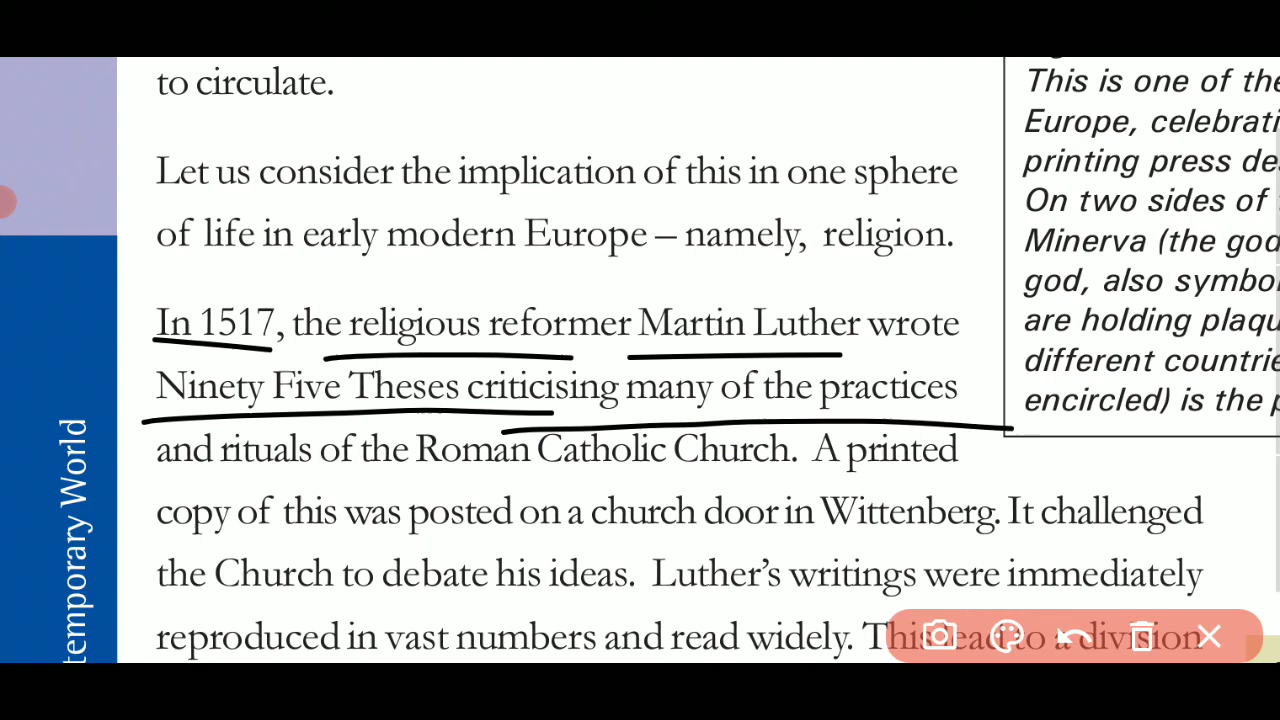 to circulate.
Let us consider the implication of this in one sphere
of life in early modern Europe – namely, religion.
In 1517, the religious reformer Martin Luther wrote
Ninety Five Theses criticising many of the practices
and rituals of the Roman Catholic Church. A printed
copy of this was posted on a church door in Wittenberg. It challenged
the Church to debate his ideas. Luther’s writings were immediately
reproduced in vast numbers and read widely. This lead to a division
This is one of the
Europe, celebrati
printing press de
On two sides of
Minerva (the god
god, also symbol
are holding plaqu
different countrie
encircled) is the p
temporary World